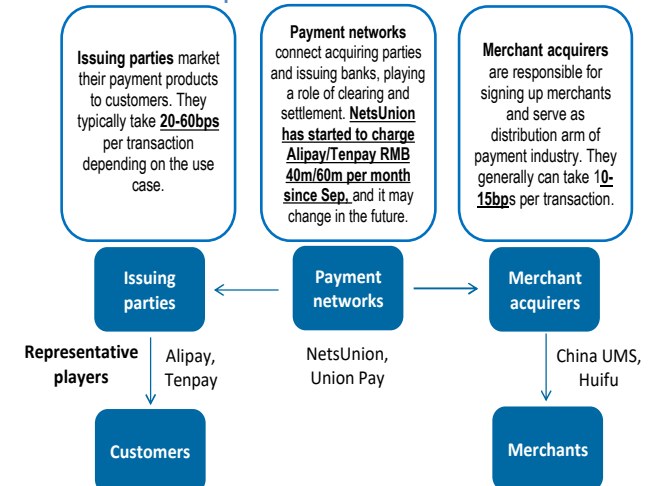 Issuing parties market
their payment products
to customers. They
typically take 20-60bps
per transaction
depending on the use
case.
Payment networks
connect acquiring parties
and issuing banks, playing
a role of clearing and
settlement. NetsUnion
has started to charge
Alipay/Tenpay RMB
40m/60m per month
since Sep, and it may
change in the future.
Merchant acquirers
are responsible for
signing up merchants
and serve as
distribution arm of
payment industry. They
generally can take 10-
15bps per transaction.
Issuing
parties
Payment
networks
Merchant
acquirers
Representative
players
Alipay,
Tenpay
NetsUnion,
Union Pay
China UMS,
Huifu
Customers
Merchants